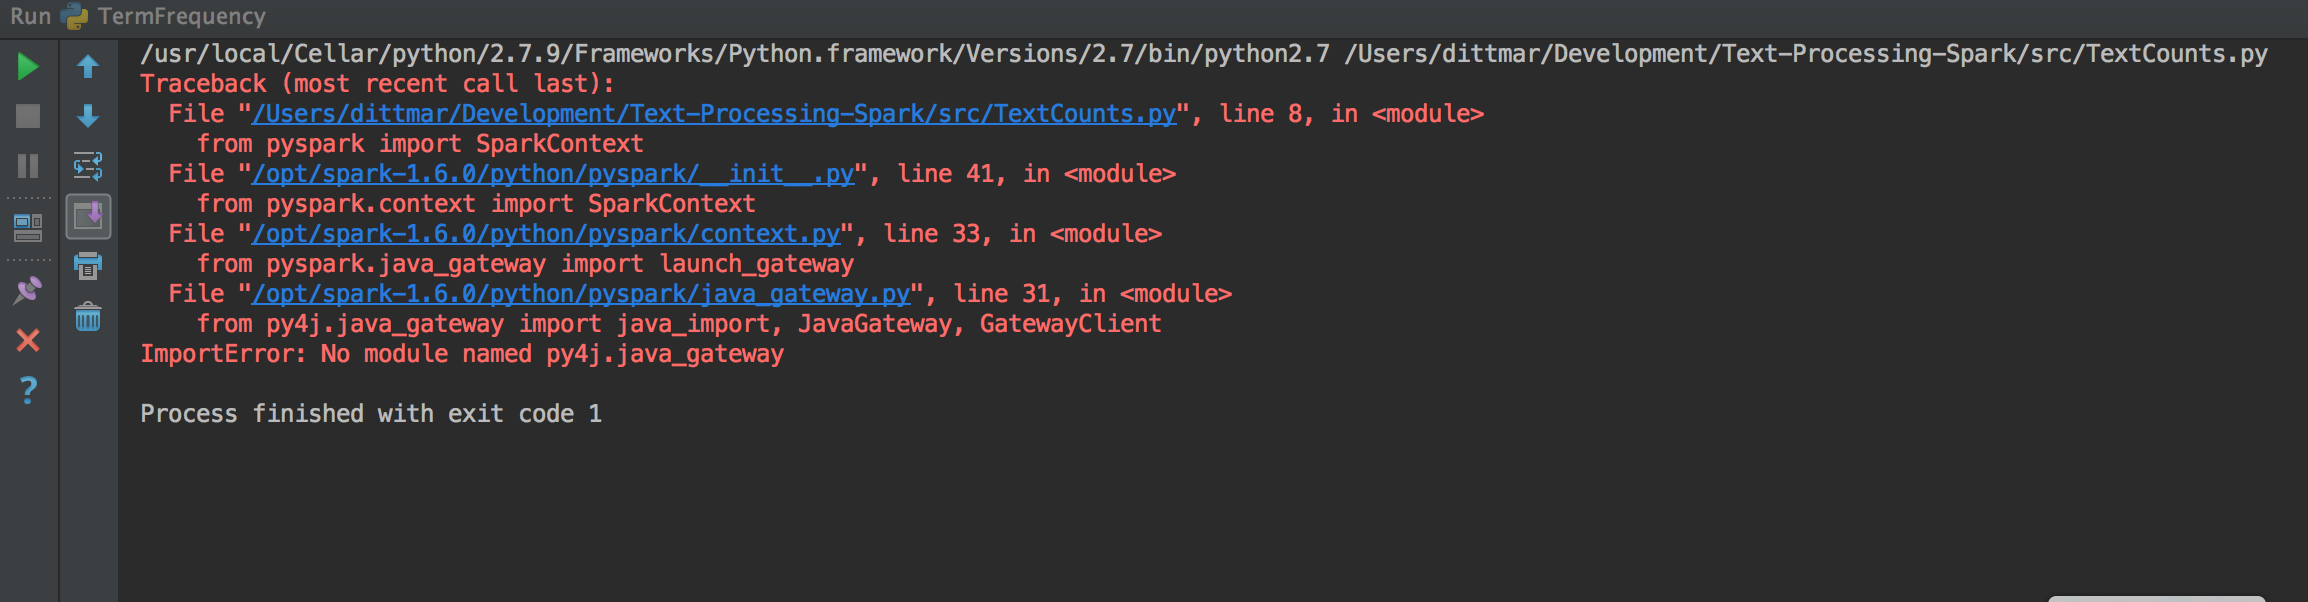 Run TermFrequency
/usr/local/Cellar/python/2.7.9/Frameworks/Python.framework/Versions/2.7/bin/python2.7 /Users/dittmar/Development/Text-Processing-Spark/src/TextCounts.py
Traceback (most recent call last):
  File "/Users/dittmar/Development/Text-Processing-Spark/src/TextCounts.py", line 8, in <module>
    from pyspark import SparkContext
  File "/opt/spark-1.6.0/python/pyspark/__init__.py", line 41, in <module>
    from pyspark.context import SparkContext
  File "/opt/spark-1.6.0/python/pyspark/context.py", line 33, in <module>
    from pyspark.java_gateway import launch_gateway
  File "/opt/spark-1.6.0/python/pyspark/java_gateway.py", line 31, in <module>
    from py4j.java_gateway import java_import, JavaGateway, GatewayClient
ImportError: No module named py4j.java_gateway
Process finished with exit code 1